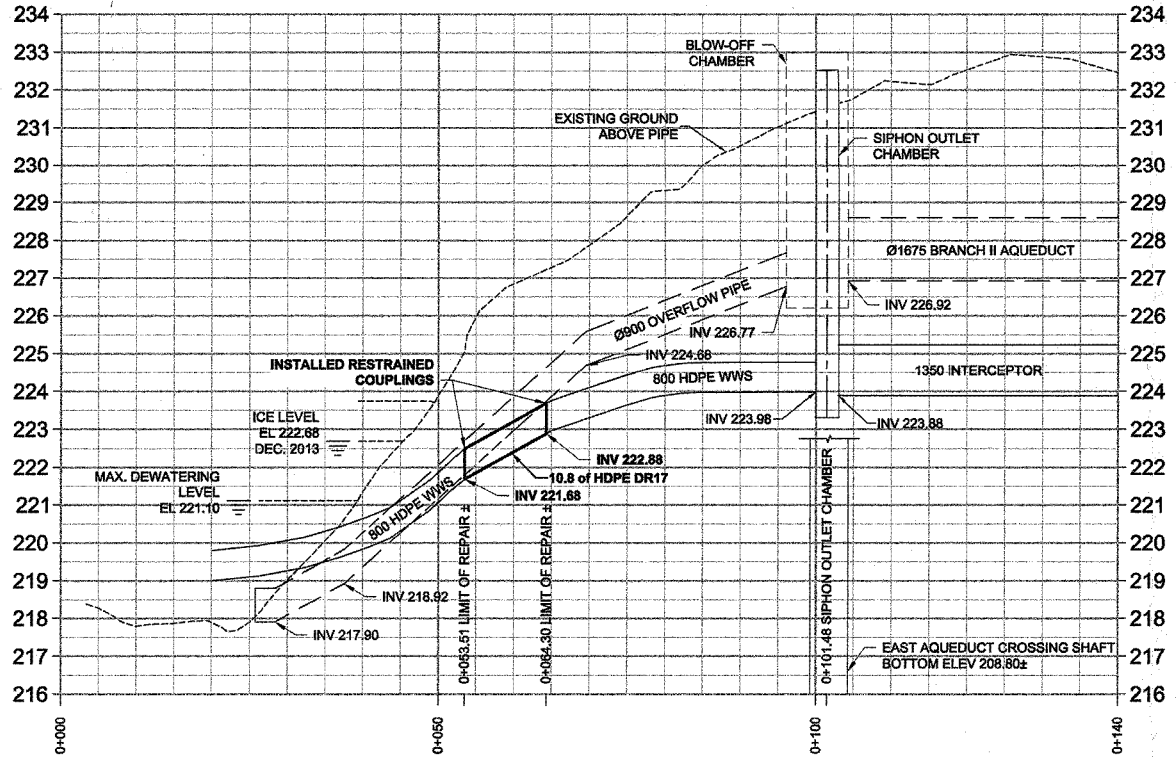 234
233
232
231
230
229
228
227
226
225
224
223
222
221
220
219
218
217
216
234
233
232
231
230
229
228
227
226
225
224
223
222
221
220
219
218
217
216
BLOW-OFF
CHAMBER
EXISTING GROUND
ABOVE PIPE
SIPHON OUTLET
CHAMBER
Ø1675 BRANCH II AQUEDUCT
INV 226.92
Ø900 OVERFLOW PIPE
INV 226.77
INV 224.68
800 HDPE WWS
1350 INTERCEPTOR
INV 223.98
INV 223.88
INSTALLED RESTRAINED
COUPLINGS
ICE LEVEL
EL 222.68
DEC. 2013
INV 222.88
10.8 of HDPE DR17
INV 221.68
MAX. DEWATERING
LEVEL
EL 221.10
800 HDPE WWS
INV 218.92
INV 217.90
0+053.51 LIMIT OF REPAIR ±
0+064.30 LIMIT OF REPAIR ±
0+101.48 SIPHON OUTLET CHAMBER
EAST AQUEDUCT CROSSING SHAFT
BOTTOM ELEV 208.80±
0+000
0+050
0+100
0+140